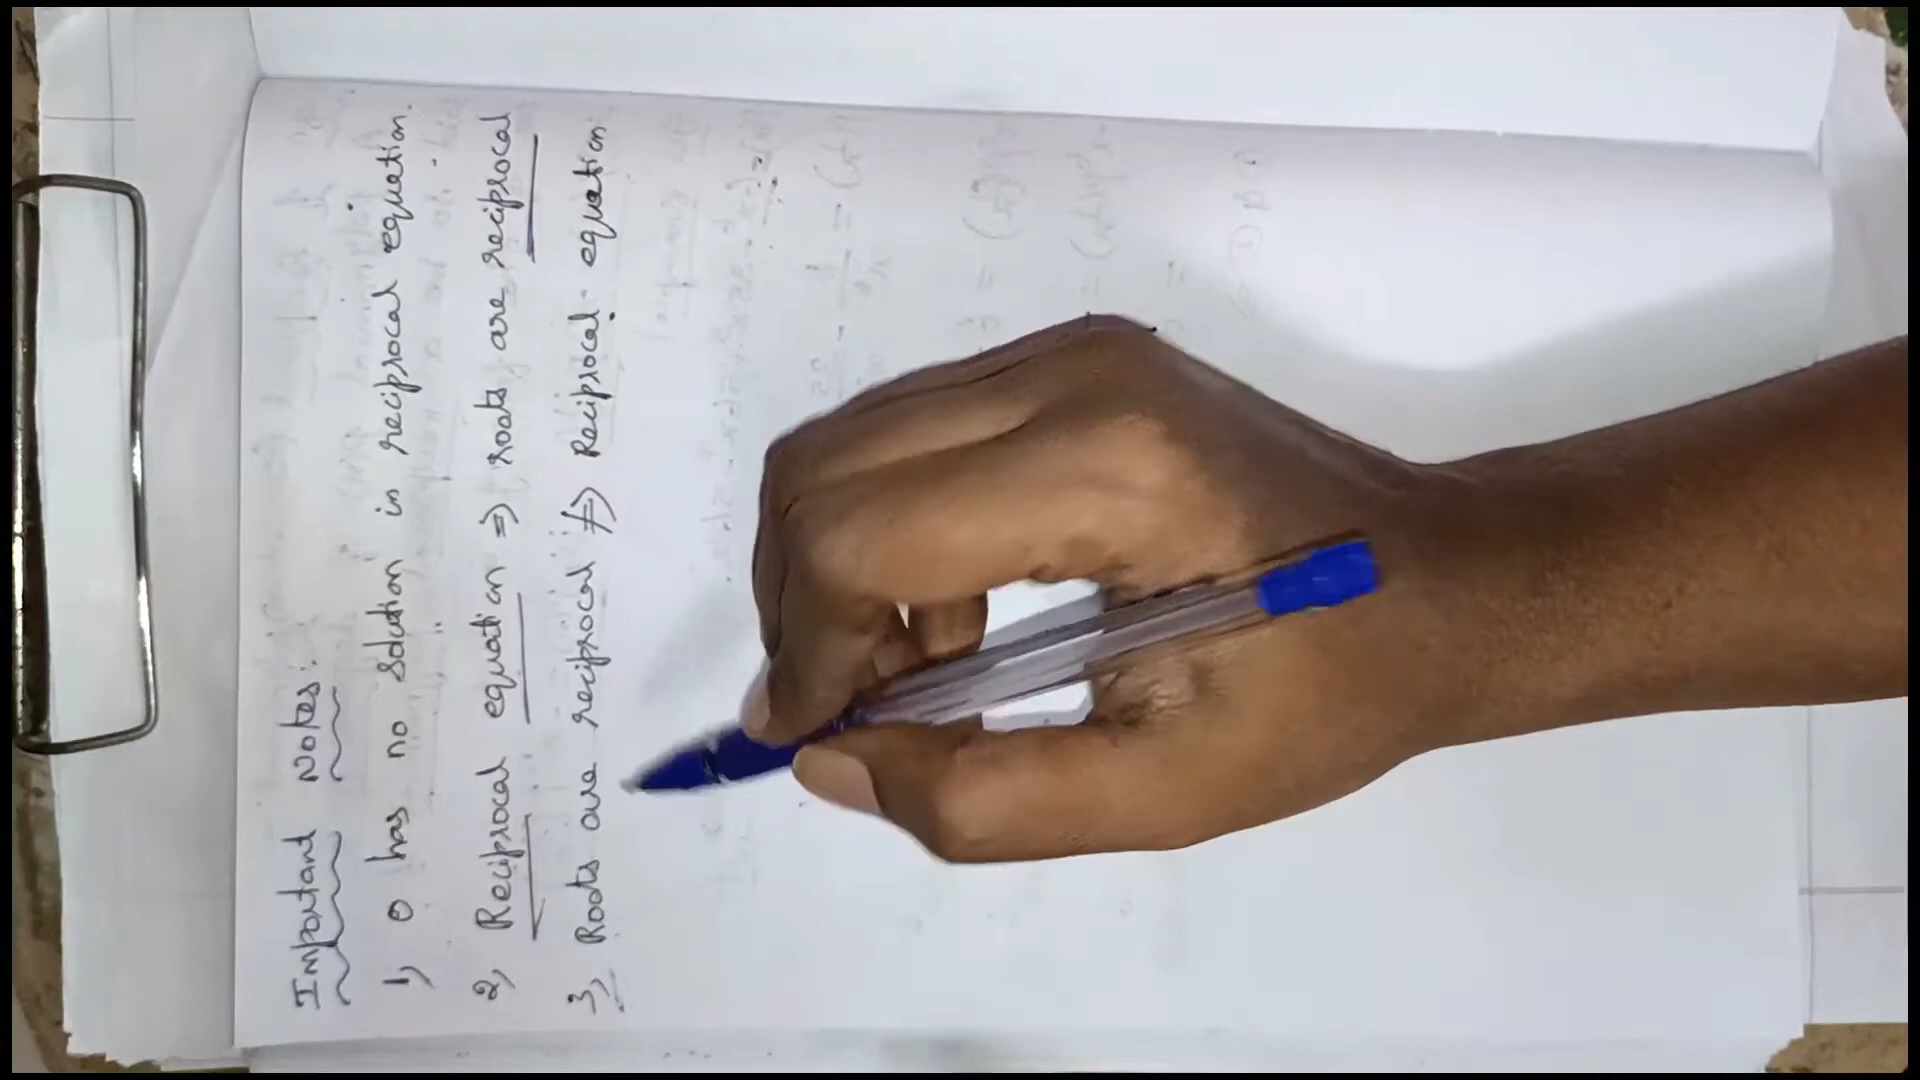 Important Notes:
1, 0 has no solution in reciprocal equation.
2, Reciprocal equation => roots are reciprocal
3, Roots are reciprocal ≠> Reciprocal equation